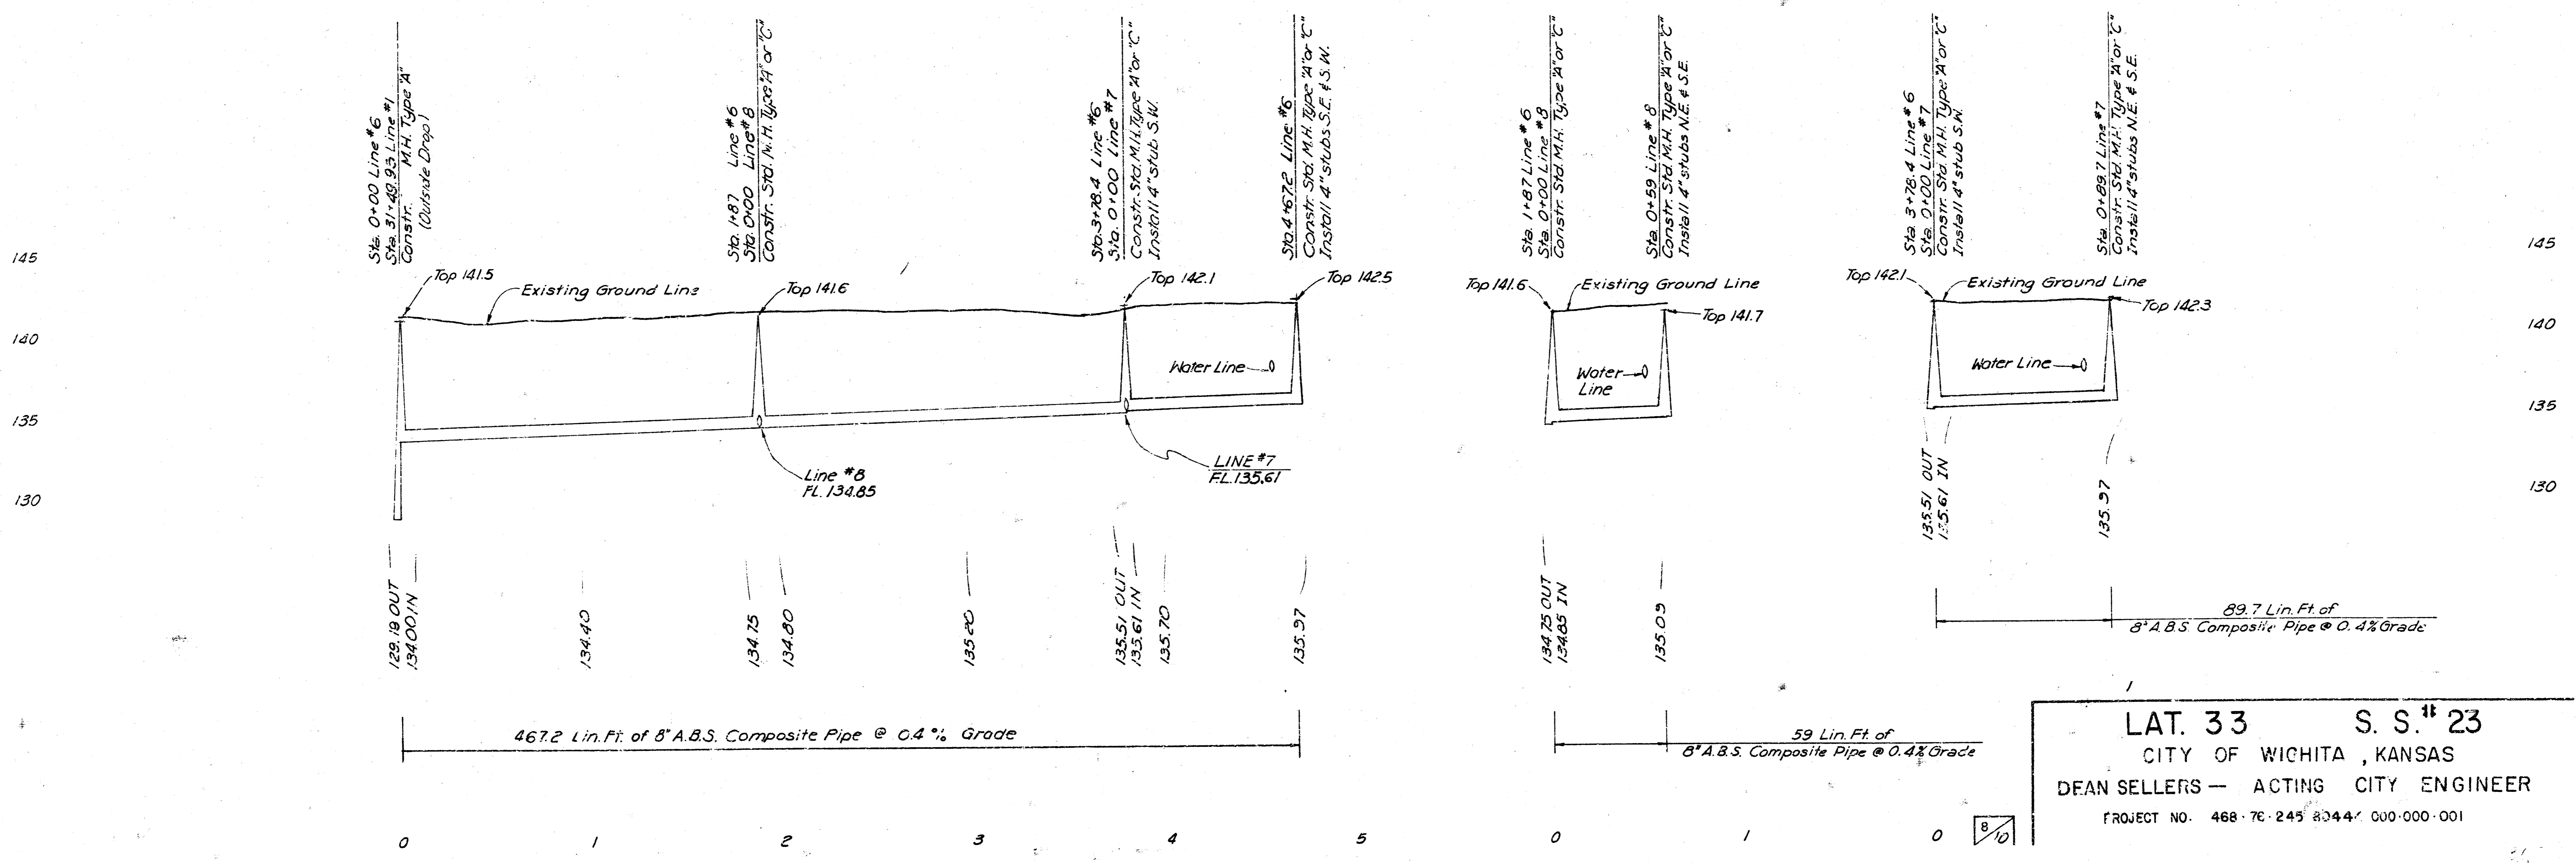 Sta. 0+00 Line #6
Sta. 31+49.93 Line #1
Constr. M.H. Type "A"
(Outside Drop)
Sta. 1+87 Line #6
Sta. 0+00 Line #8
Constr. Std. M.H. Type "A" or "C"
Sta. 3+78.4 Line #6
Sta. 0+00 Line #7
Constr. Std. M.H. Type "A" or "C"
Install 4" stub S.W.
Sta. 4+67.2 Line #6
Constr. Std. M.H. Type "A" or "C"
Install 4" stubs S.E. & S.W.
Sta. 1+87 Line #6
Sta. 0+00 Line #8
Constr. Std. M.H. Type "A" or "C"
Sta. 0+59 Line #8
Constr. Std. M.H. Type "A" or "C"
Install 4" stubs N.E. & S.E.
Sta. 3+78.4 Line #6
Sta. 0+00 Line #7
Constr. Std. M.H. Type "A" or "C"
Install 4" stub S.W.
Sta. 0+89.7 Line #7
Constr. Std. M.H. Type "A" or "C"
Install 4" stubs N.E. & S.E.
145
145
Top 141.5
Existing Ground Line
Top 141.6
Top 142.1
Top 142.5
Top 141.6
Existing Ground Line
Top 141.7
Top 142.1
Existing Ground Line
Top 142.3
140
140
Water Line
Water
Line
Water Line
135
135
Line #8
FL. 134.85
LINE #7
F.L. 135.61
130
130
129.19 OUT
134.00 IN
134.40
134.75
134.80
135.20
135.51 OUT
135.61 IN
135.70
135.97
134.75 OUT
134.85 IN
135.09
135.51 OUT
135.61 IN
135.97
467.2 Lin. Ft. of 8" A.B.S. Composite Pipe @ 0.4 % Grade
59 Lin. Ft. of
8" A.B.S. Composite Pipe @ 0.4% Grade
89.7 Lin. Ft. of
8" A.B.S. Composite Pipe @ 0.4% Grade
0
1
2
3
4
5
0
1
0
1
8/10
LAT. 33 S. S. #23
CITY OF WICHITA, KANSAS
DEAN SELLERS — ACTING CITY ENGINEER
PROJECT NO. 468·76·245 000·000·001